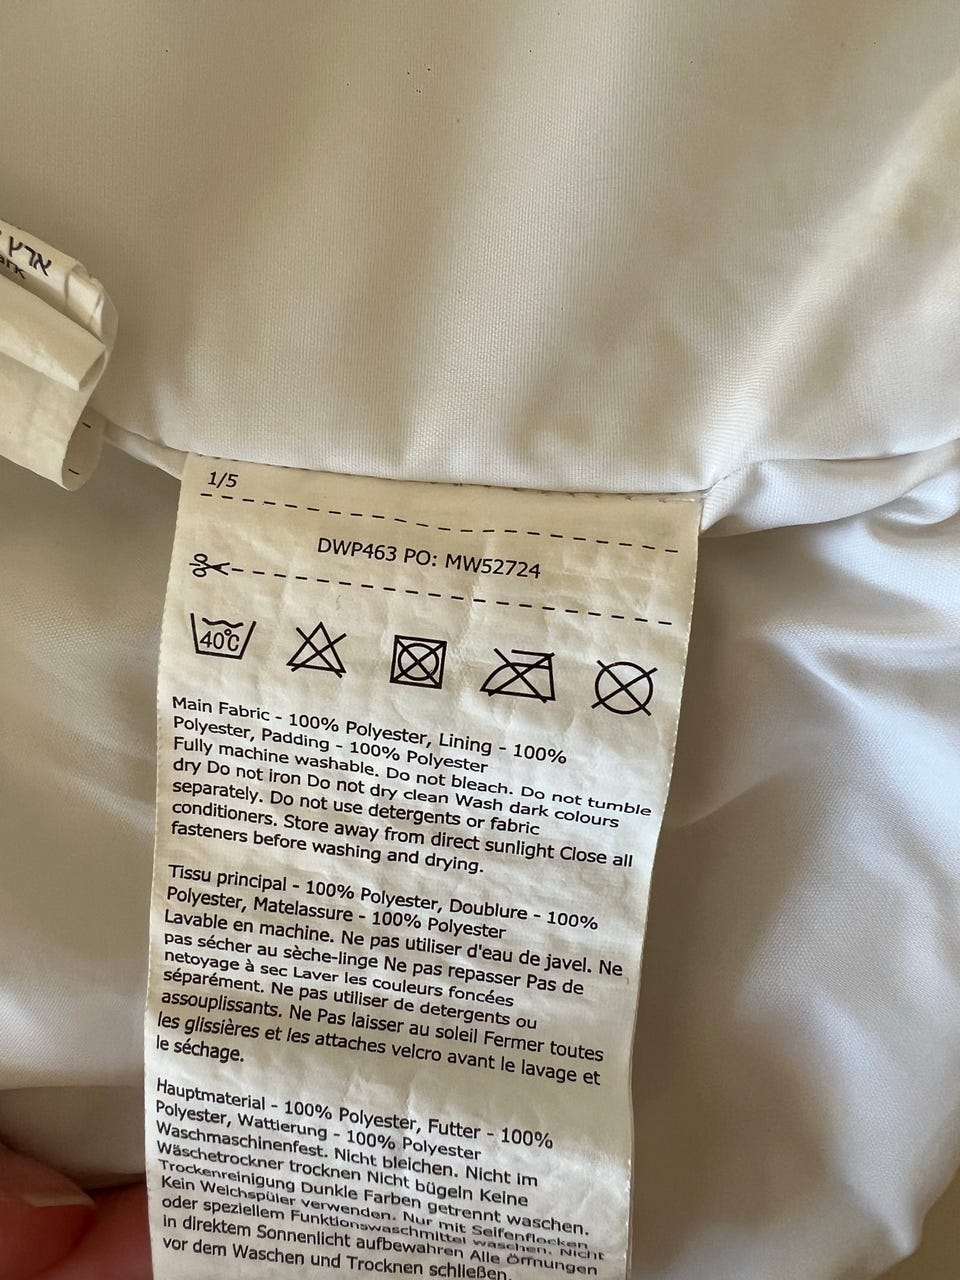 ארץ
ark
1/5
DWP463 PO: MW52724
40°C
Main Fabric - 100% Polyester, Lining - 100%
Polyester, Padding - 100% Polyester
Fully machine washable. Do not bleach. Do not tumble
dry Do not iron Do not dry clean Wash dark colours
separately. Do not use detergents or fabric
conditioners. Store away from direct sunlight Close all
fasteners before washing and drying.
Tissu principal - 100% Polyester, Doublure - 100%
Polyester, Matelassure - 100% Polyester
Lavable en machine. Ne pas utiliser d'eau de javel. Ne
pas sécher au sèche-linge Ne pas repasser Pas de
netoyage à sec Laver les couleurs foncées
séparément. Ne pas utiliser de detergents ou
assouplissants. Ne Pas laisser au soleil Fermer toutes
les glissières et les attaches velcro avant le lavage et
le séchage.
Hauptmaterial - 100% Polyester, Futter - 100%
Polyester, Wattierung - 100% Polyester
Waschmaschinenfest. Nicht bleichen. Nicht im
Wäschetrockner trocknen Nicht bügeln Keine
Trockenreinigung Dunkle Farben getrennt waschen.
Kein Weichspüler verwenden. Nur mit Seifenflocken
oder speziellem Funktionswaschmittel waschen. Nicht
in direktem Sonnenlicht aufbewahren Alle Öffnungen
vor dem Waschen und Trocknen schließen.